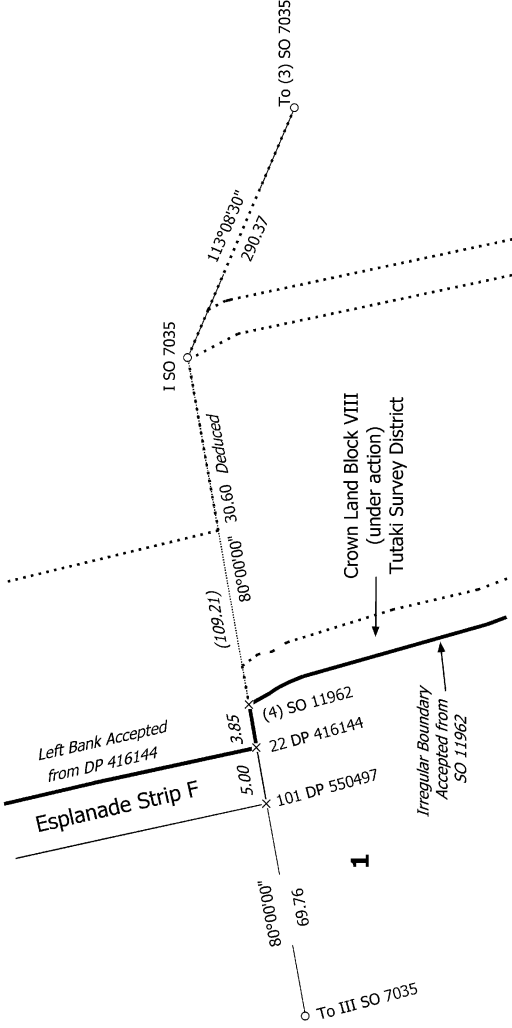 To (3) SO 7035
113°08'30"
290.37
I SO 7035
30.60 Deduced
80°00'00"
(109.21)
Crown Land Block VIII
(under action)
Tutaki Survey District
(4) SO 11962
3.85
22 DP 416144
Left Bank Accepted
from DP 416144
Esplanade Strip F
5.00
101 DP 550497
Irregular Boundary
Accepted from
SO 11962
1
80°00'00"
69.76
To III SO 7035